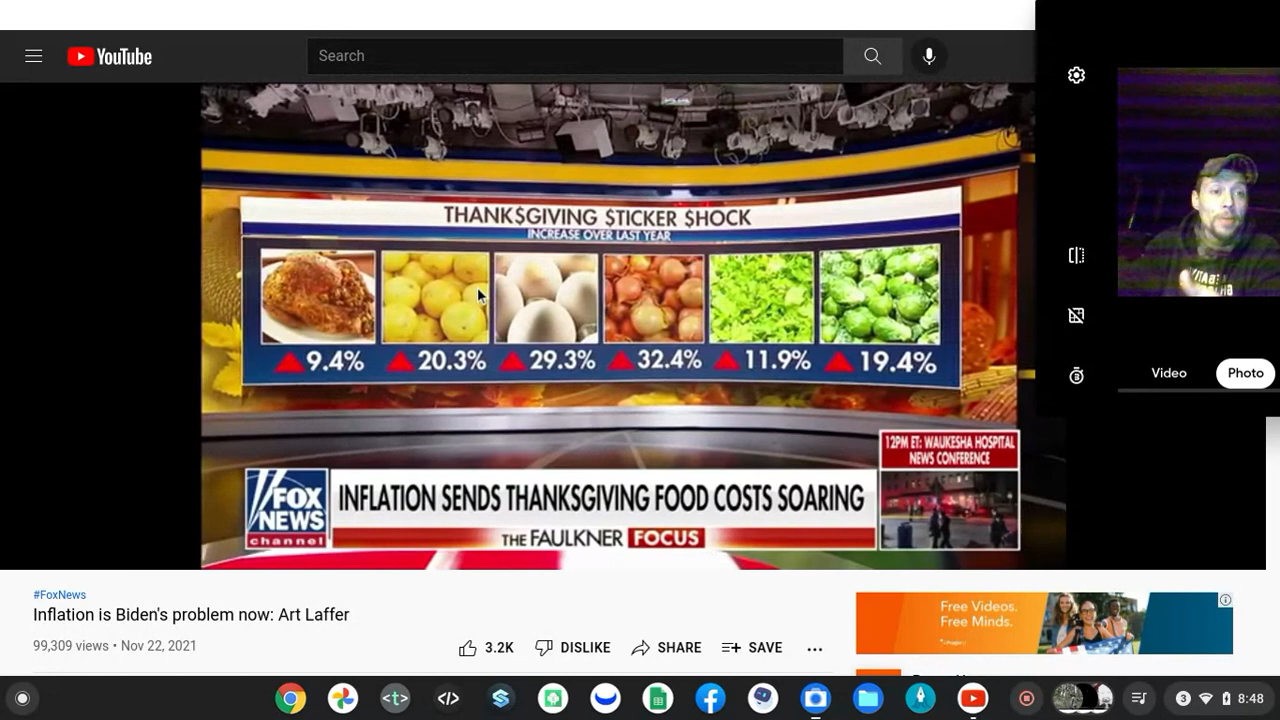 YouTube
Search
THANK$GIVING $TICKER $HOCK
INCREASE OVER LAST YEAR
9.4% 20.3% 29.3% 32.4% 11.9% 19.4%
12PM ET: WAUKESHA HOSPITAL
NEWS CONFERENCE
FOX
NEWS
channel
INFLATION SENDS THANKSGIVING FOOD COSTS SOARING
THE FAULKNER FOCUS
Video
Photo
#FoxNews
Inflation is Biden's problem now: Art Laffer
99,309 views • Nov 22, 2021
3.2K DISLIKE SHARE SAVE
Free Videos.
Free Minds.
<t>
</>
3
8:48